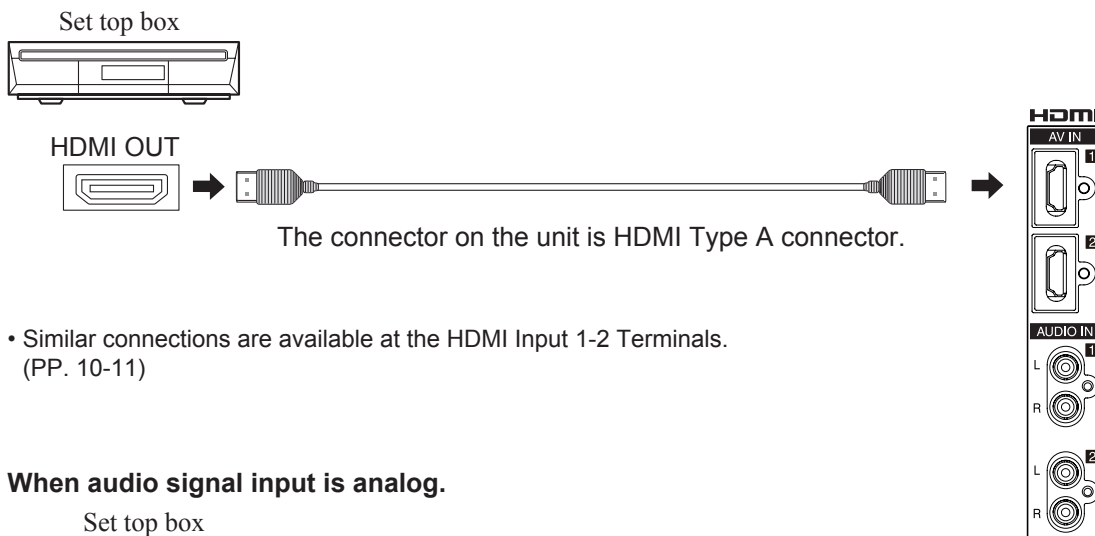 Set top box
HDMI OUT
HDMI
AV IN
1
The connector on the unit is HDMI Type A connector.
2
• Similar connections are available at the HDMI Input 1-2 Terminals.
(PP. 10-11)
AUDIO IN
1
L
R
When audio signal input is analog.
2
L
R
Set top box